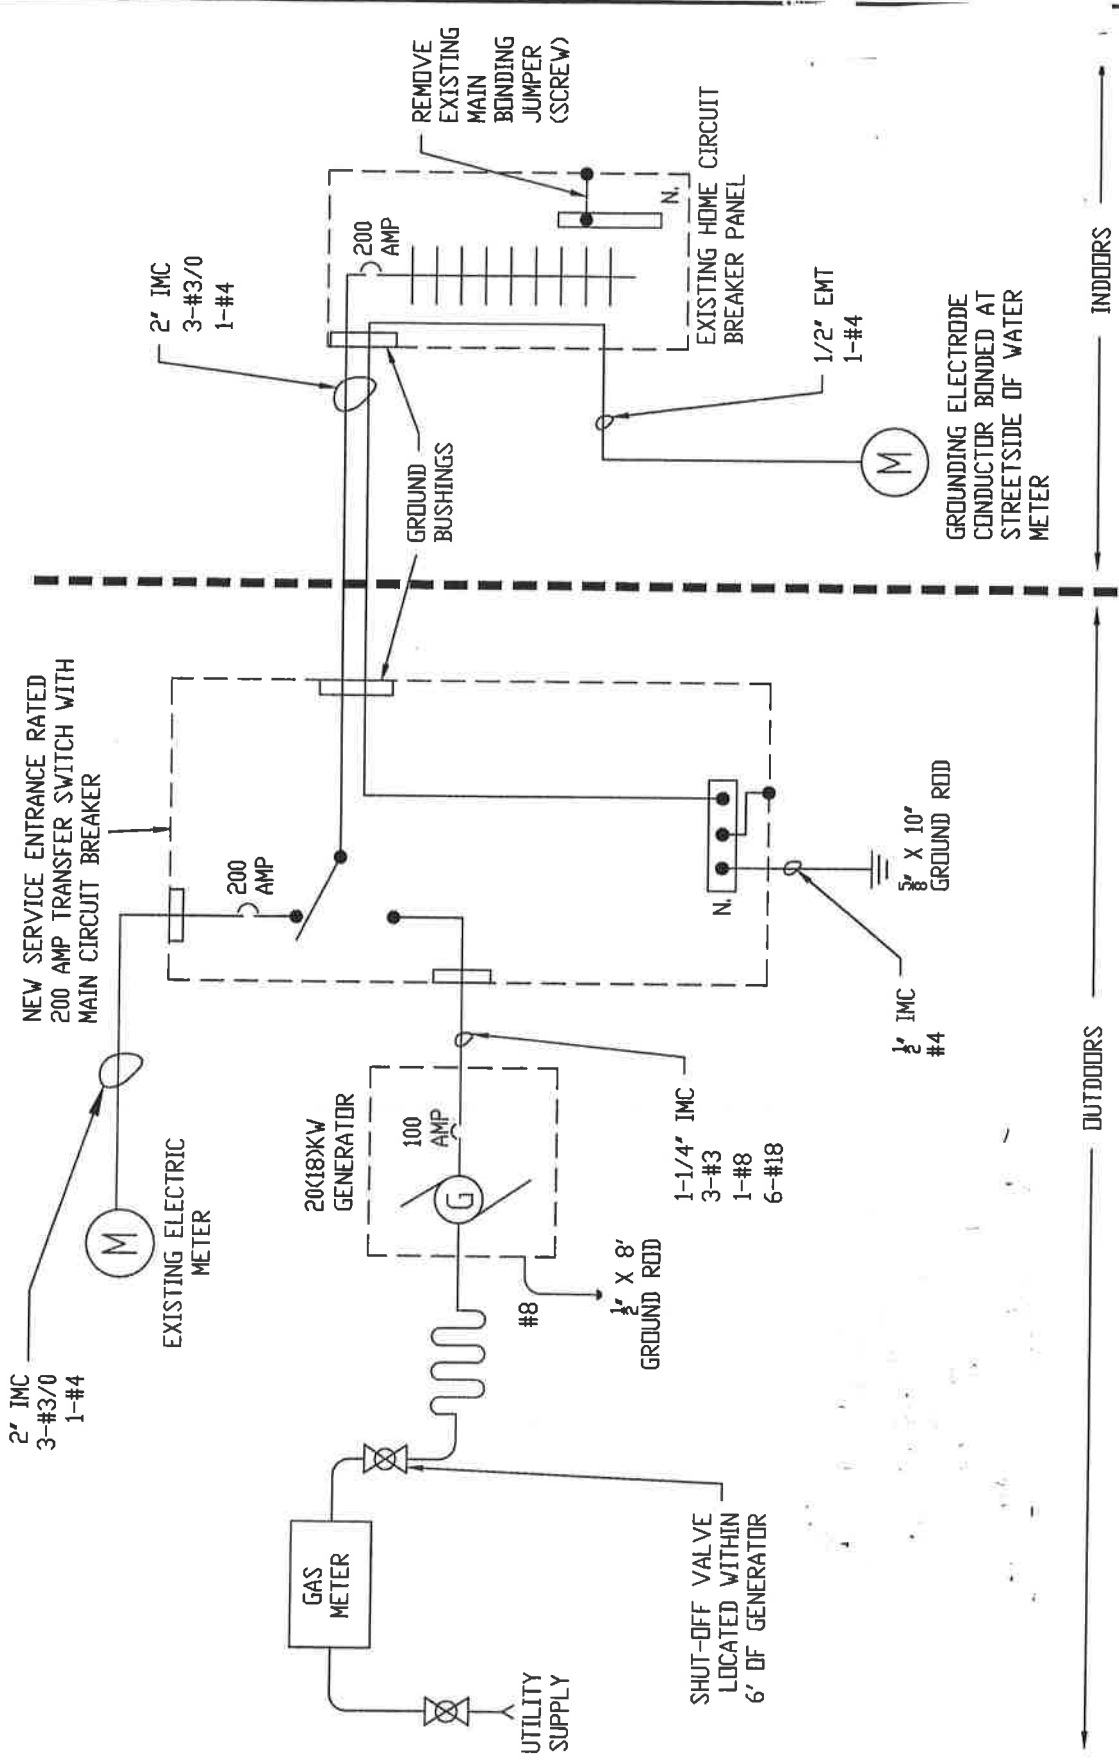 2" IMC
3-#3/0
1-#4
EXISTING ELECTRIC
METER
M
NEW SERVICE ENTRANCE RATED
200 AMP TRANSFER SWITCH WITH
MAIN CIRCUIT BREAKER
200
AMP
2" IMC
3-#3/0
1-#4
GROUND
BUSHINGS
200
AMP
N.
REMOVE
EXISTING
MAIN
BONDING
JUMPER
(SCREW)
EXISTING HOME CIRCUIT
BREAKER PANEL
1/2" EMT
1-#4
M
GROUNDING ELECTRODE
CONDUCTOR BONDED AT
STREETSIDE OF WATER
METER
GAS
METER
UTILITY
SUPPLY
SHUT-OFF VALVE
LOCATED WITHIN
6' OF GENERATOR
20(18)KW
GENERATOR
100
AMP
G
#8
1/2" X 8'
GROUND ROD
1-1/4" IMC
3-#3
1-#8
6-#18
N.
1/2" IMC
#4
5/8" X 10'
GROUND ROD
OUTDOORS
INDOORS